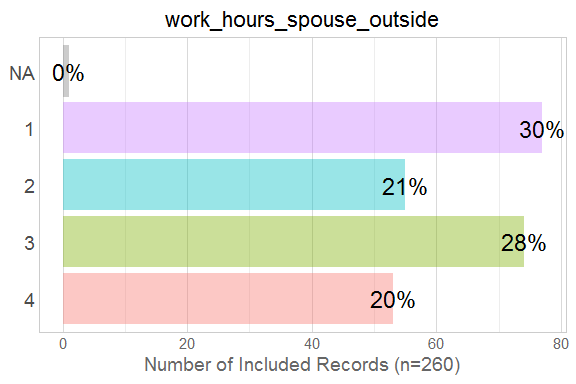 work_hours_spouse_outside
NA 0%
1 30%
2 21%
3 28%
4 20%
0 20 40 60 80
Number of Included Records (n=260)